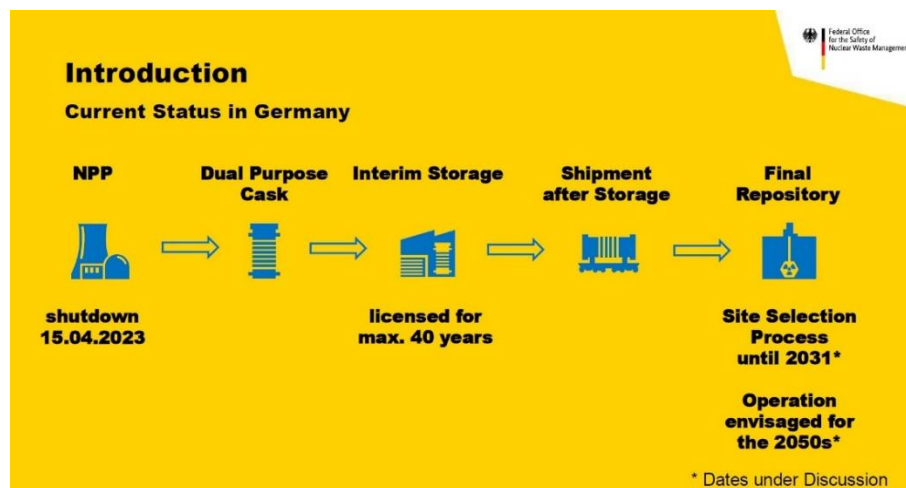 Federal Office
for the Safety of
Nuclear Waste Management
Introduction
Current Status in Germany
NPP
Dual Purpose
Cask
Interim Storage
Shipment
after Storage
Final
Repository
shutdown
15.04.2023
licensed for
max. 40 years
Site Selection
Process
until 2031*
Operation
envisaged for
the 2050s*
* Dates under Discussion